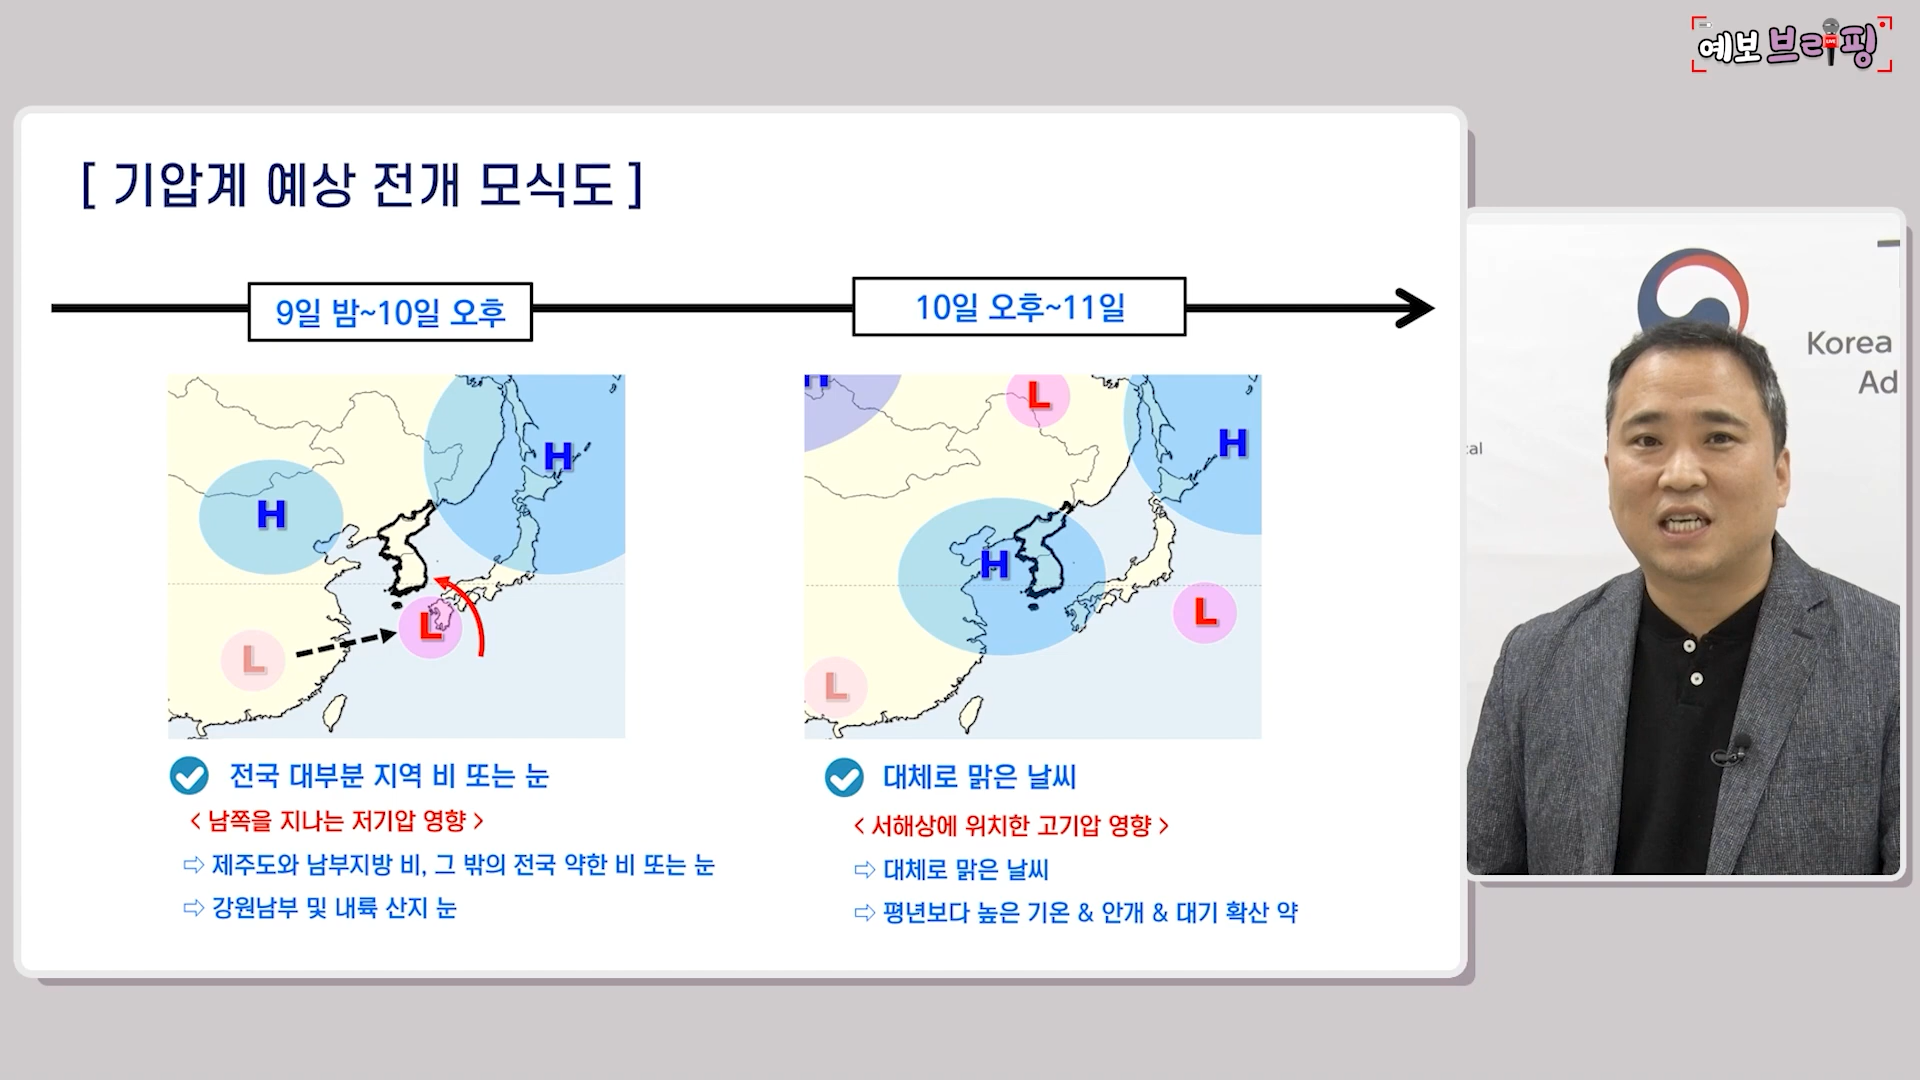 예보브리핑
LIVE
[ 기압계 예상 전개 모식도 ]
9일 밤~10일 오후
10일 오후~11일
H
H
L
L
H
L
H
H
L
L
전국 대부분 지역 비 또는 눈
< 남쪽을 지나는 저기압 영향 >
⇨ 제주도와 남부지방 비, 그 밖의 전국 약한 비 또는 눈
⇨ 강원남부 및 내륙 산지 눈
대체로 맑은 날씨
< 서해상에 위치한 고기압 영향 >
⇨ 대체로 맑은 날씨
⇨ 평년보다 높은 기온 & 안개 & 대기 확산 약
Korea
Ad
cal